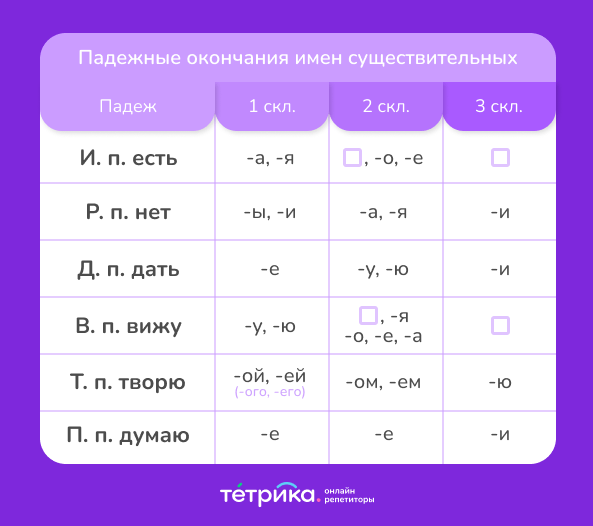 Падежные окончания имен существительных
Падеж 1 скл. 2 скл. 3 скл.
И. п. есть -а, -я □, -о, -е □
Р. п. нет -ы, -и -а, -я -и
Д. п. дать -е -у, -ю -и
В. п. вижу -у, -ю □, -я □
-о, -е, -а
Т. п. творю -ой, -ей -ом, -ем -ю
(-ого, -его)
П. п. думаю -е -е -и
тетрика. онлайн
репетиторы